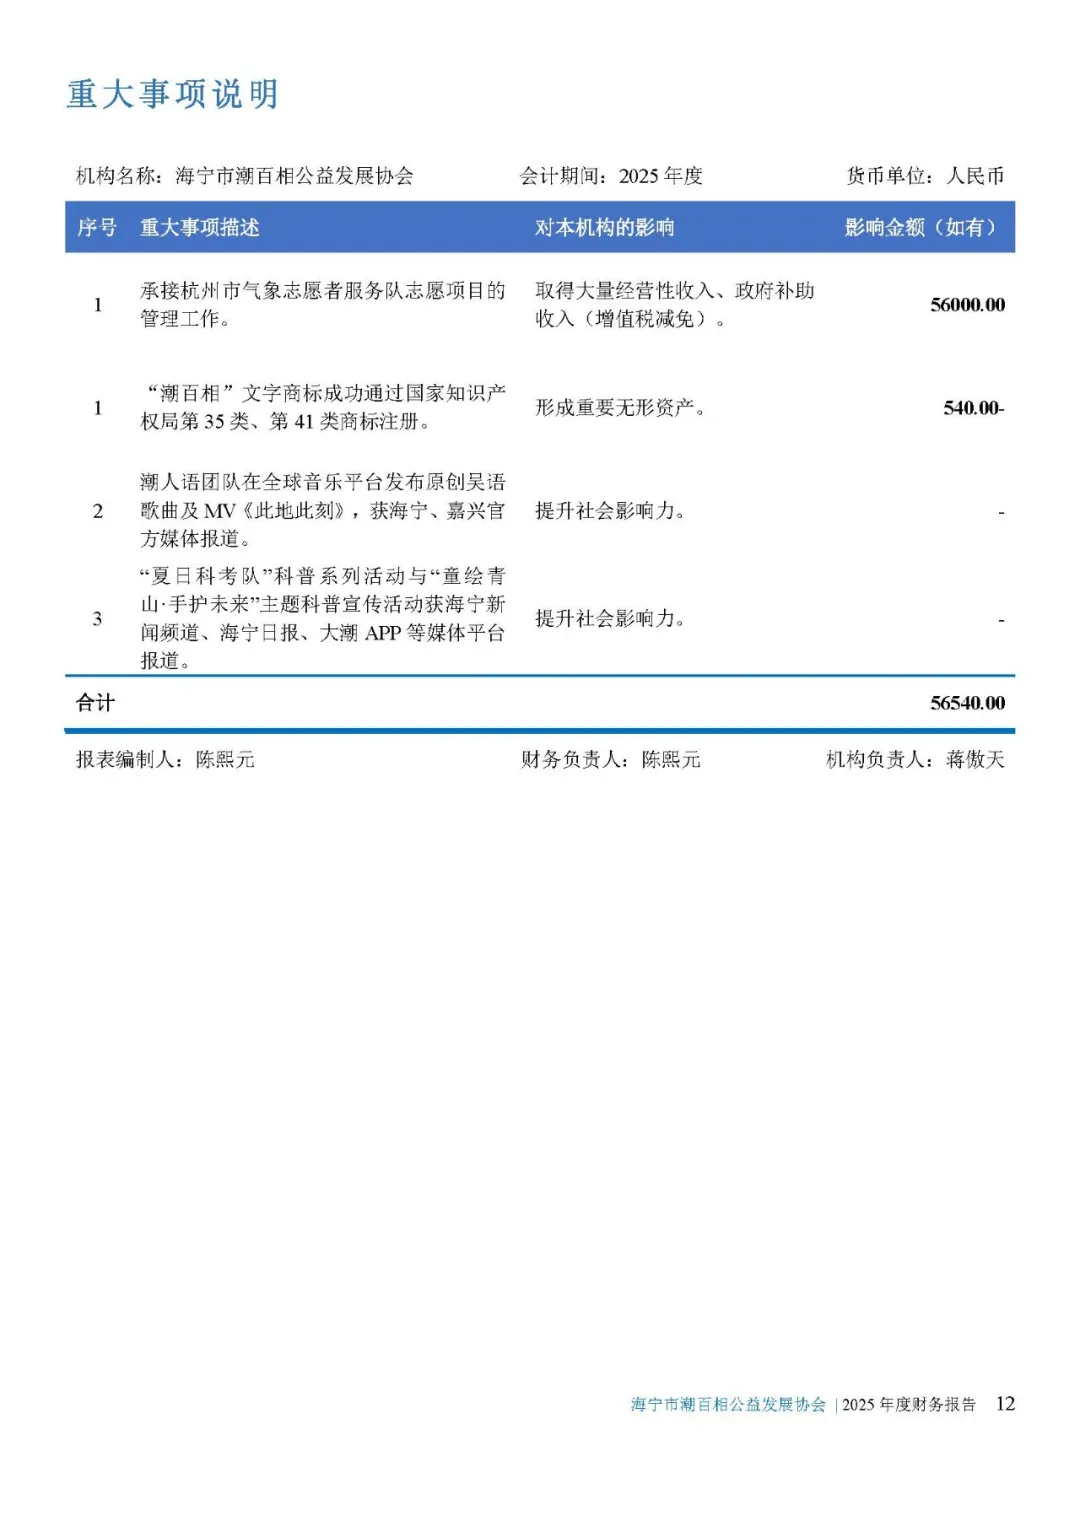 重大事项说明
机构名称：海宁市潮百相公益发展协会 会计期间：2025 年度 货币单位：人民币
序号 重大事项描述 对本机构的影响 影响金额（如有）
1 承接杭州市气象志愿者服务队志愿项目的 取得大量经营性收入、政府补助 56000.00
管理工作。 收入（增值税减免）。
1 “潮百相”文字商标成功通过国家知识产 形成重要无形资产。 540.00-
权局第 35 类、第 41 类商标注册。
潮人语团队在全球音乐平台发布原创吴语
2 歌曲及 MV《此地此刻》，获海宁、嘉兴官 提升社会影响力。 -
方媒体报道。
“夏日科考队”科普系列活动与“童绘青
山·手护未来”主题科普宣传活动获海宁新
3 闻频道、海宁日报、大潮 APP 等媒体平台 提升社会影响力。 -
报道。
合计 56540.00
报表编制人：陈熙元 财务负责人：陈熙元 机构负责人：蒋傲天
海宁市潮百相公益发展协会 | 2025 年度财务报告 12